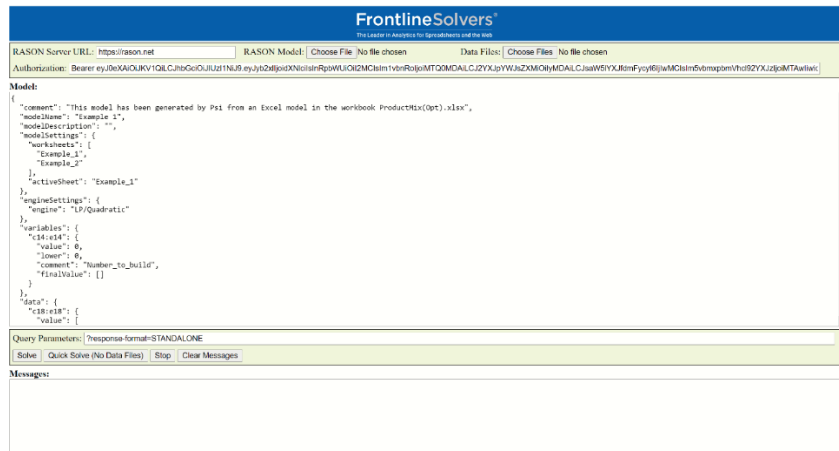 FrontlineSolvers®
The Leader in Analytics for Spreadsheets and the Web
RASON Server URL: https://rason.net RASON Model: Choose File No file chosen Data Files: Choose Files No file chosen
Authorization: Bearer
Model:
{
"comment": "This model has been generated by Psi from an Excel model in the workbook ProductMix(Opt).xlsx",
"modelName": "Example 1",
"modelDescription": "",
"modelSettings": {
"worksheets": [
"Example_1",
"Example_2"
],
"activeSheet": "Example_1"
},
"engineSettings": {
"engine": "LP/Quadratic"
},
"variables": {
"c14:e14": {
"value": 0,
"lower": 0,
"comment": "Number_to_build",
"finalValue": []
}
},
"data": {
"c18:e18": {
"value": [
Query Parameters: ?response-format=STANDALONE
Solve Quick Solve (No Data Files) Stop Clear Messages
Messages: